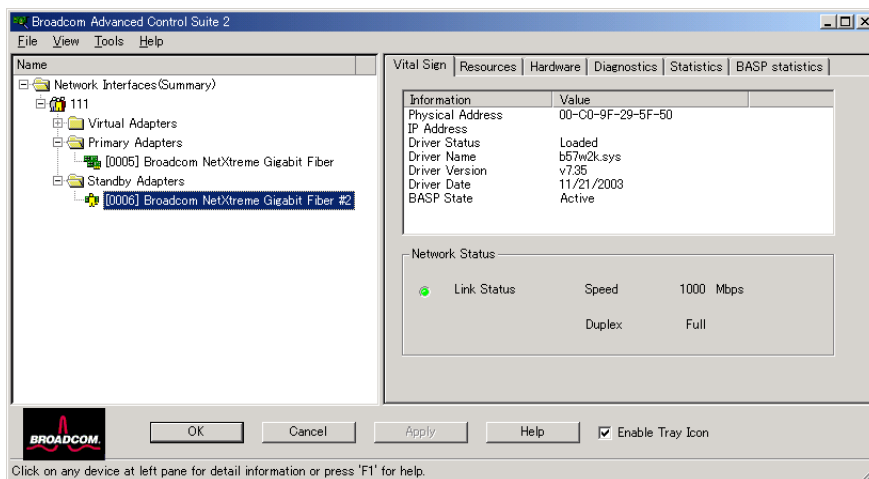 Broadcom Advanced Control Suite 2
File View Tools Help
Name
Network Interfaces(Summary)
111
Virtual Adapters
Primary Adapters
[0005] Broadcom NetXtreme Gigabit Fiber
Standby Adapters
[0006] Broadcom NetXtreme Gigabit Fiber #2
Vital Sign Resources Hardware Diagnostics Statistics BASP statistics
Information Value
Physical Address 00-C0-9F-29-5F-50
IP Address
Driver Status Loaded
Driver Name b57w2k.sys
Driver Version v7.35
Driver Date 11/21/2003
BASP State Active
Network Status
Link Status Speed 1000 Mbps
Duplex Full
BROADCOM.
OK Cancel Apply Help Enable Tray Icon
Click on any device at left pane for detail information or press 'F1' for help.